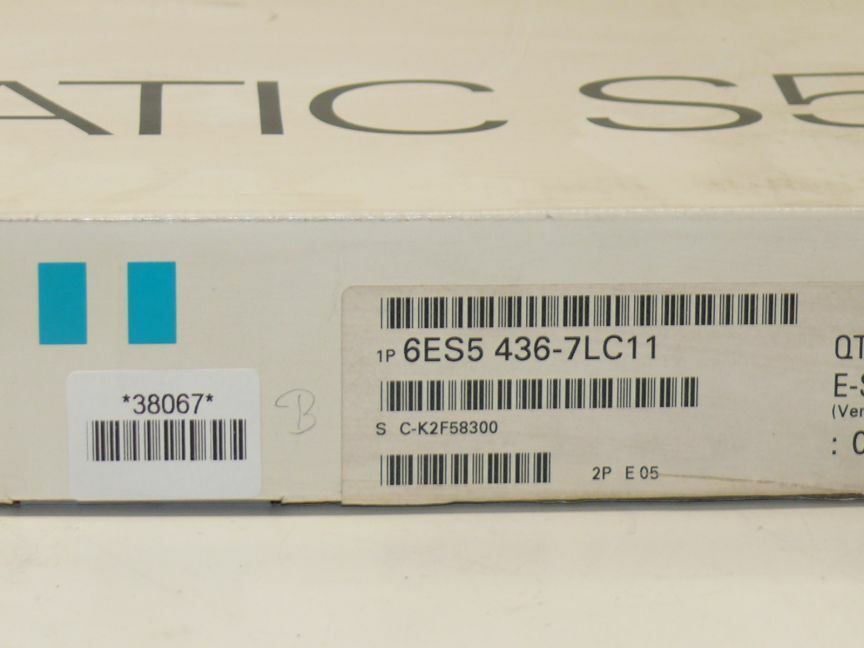 ATIC S5
1P 6ES5 436-7LC11
QT
E-S
(Ver
*38067*
B
S C-K2F58300
: 0
2P E 05